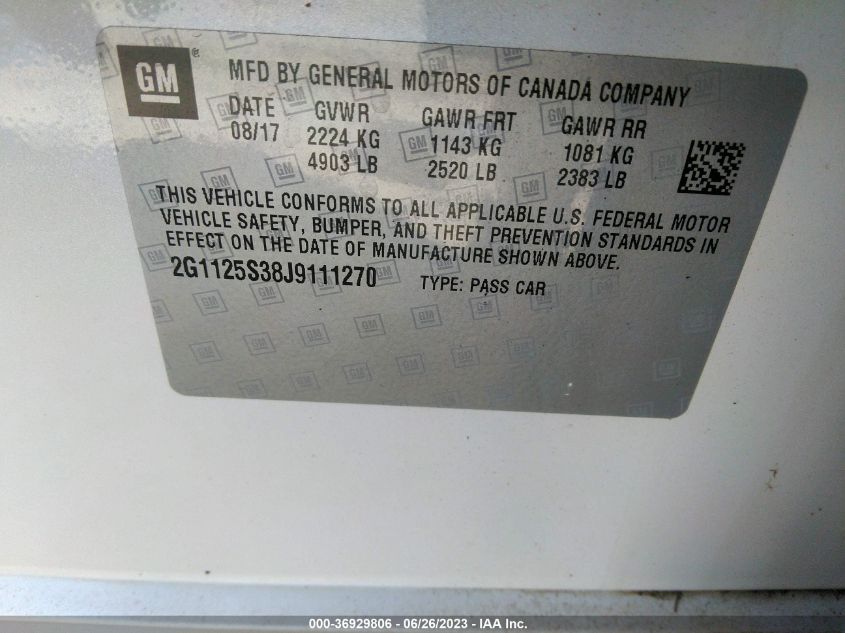 GM ®
MFD BY GENERAL MOTORS OF CANADA COMPANY
DATE GVWR GAWR FRT GAWR RR
08/17 2224 KG 1143 KG 1081 KG
4903 LB 2520 LB 2383 LB
THIS VEHICLE CONFORMS TO ALL APPLICABLE U.S. FEDERAL MOTOR
VEHICLE SAFETY, BUMPER, AND THEFT PREVENTION STANDARDS IN
EFFECT ON THE DATE OF MANUFACTURE SHOWN ABOVE.
2G1125S38J9111270 TYPE: PASS CAR
000-36929806 - 06/26/2023 - IAA Inc.